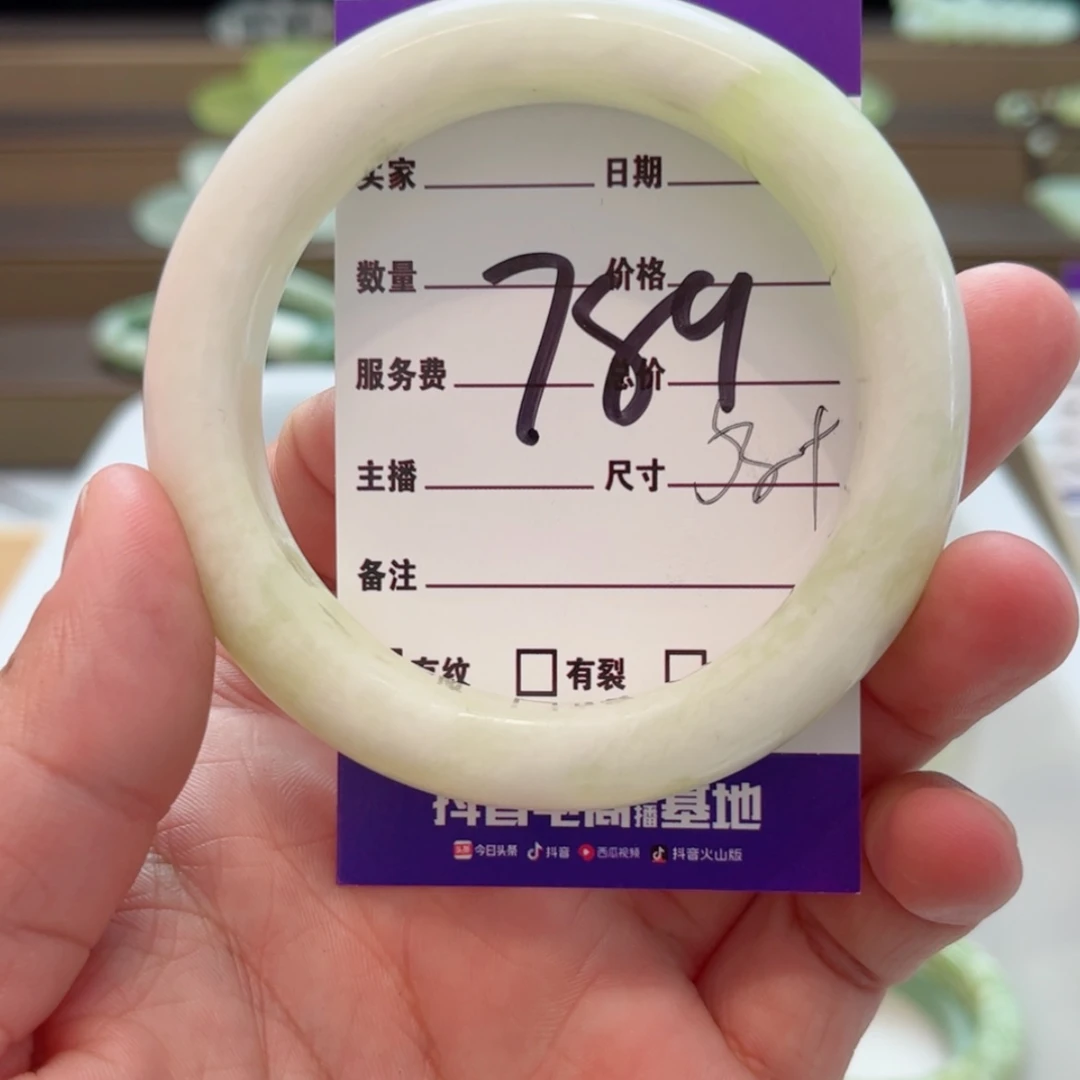 买家 日期
数量 价格
789
服务费 总价
主播 尺寸
备注
有纹 有裂
抖音电商直播基地
今日头条 抖音 西瓜视频 抖音火山版